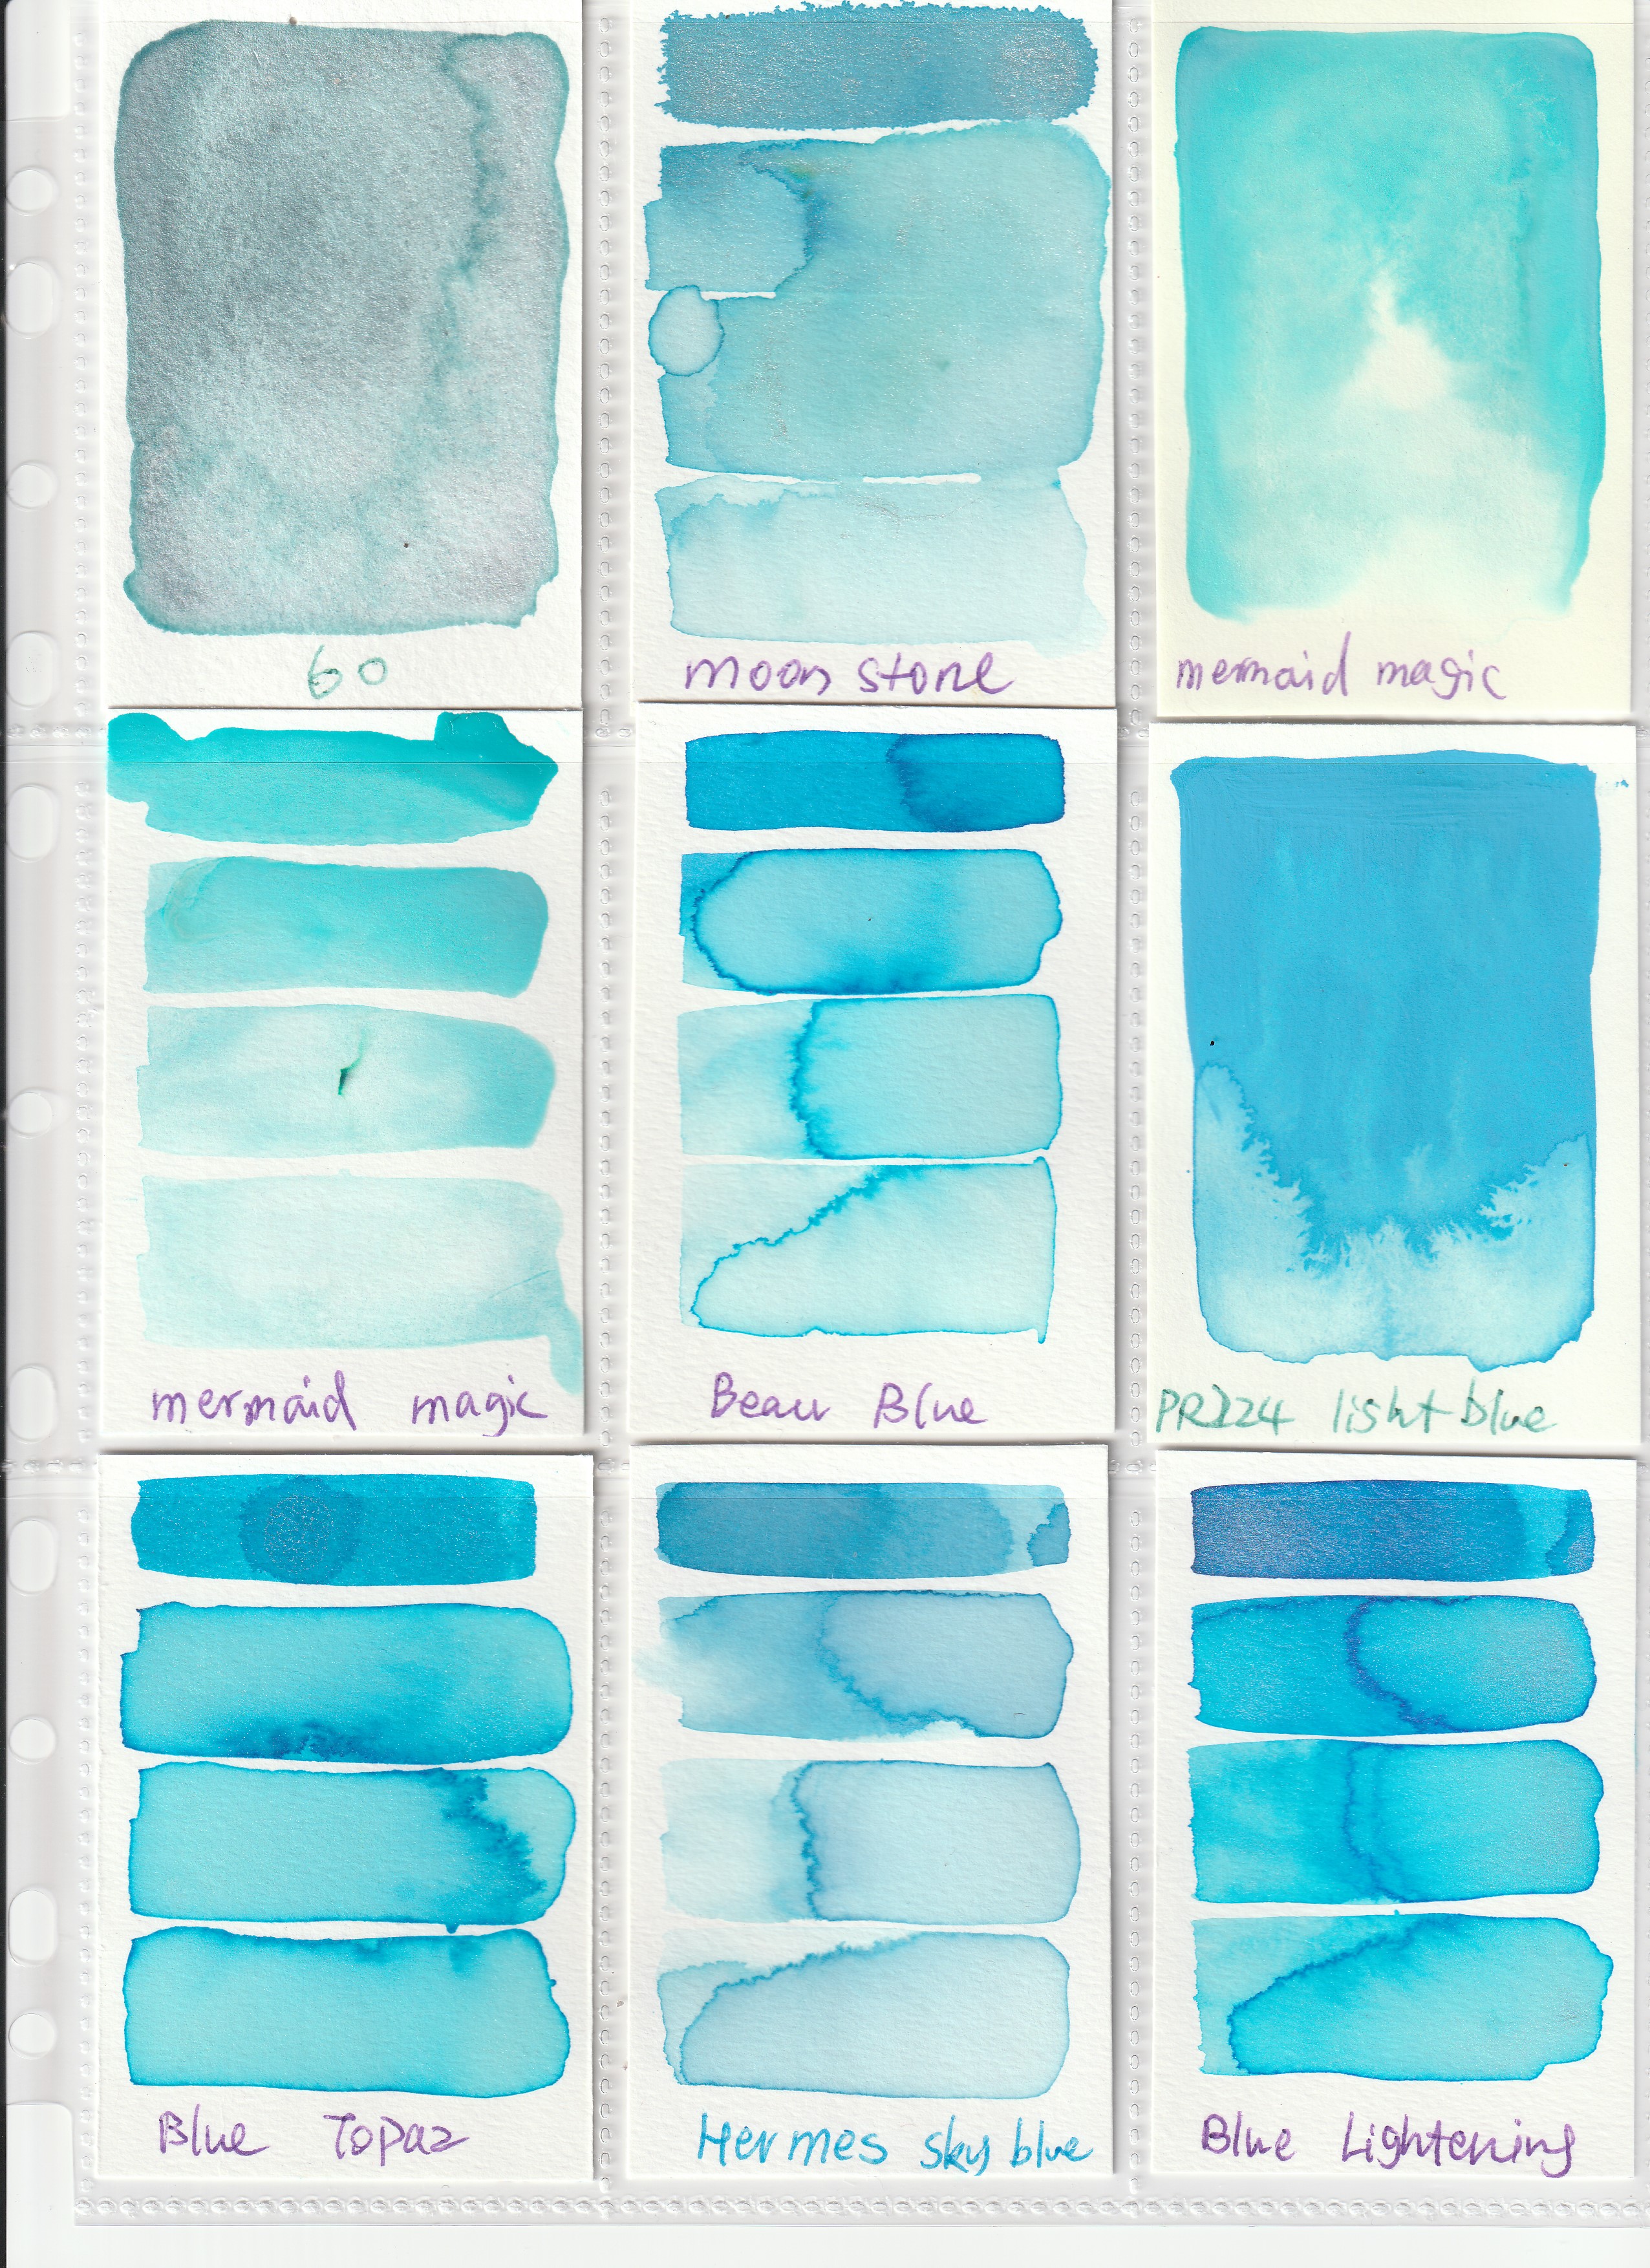 60
moon stone
mermaid magic
mermaid magic
Beau Blue
PR224 light blue
Blue Topaz
Hermes sky blue
Blue Lightening